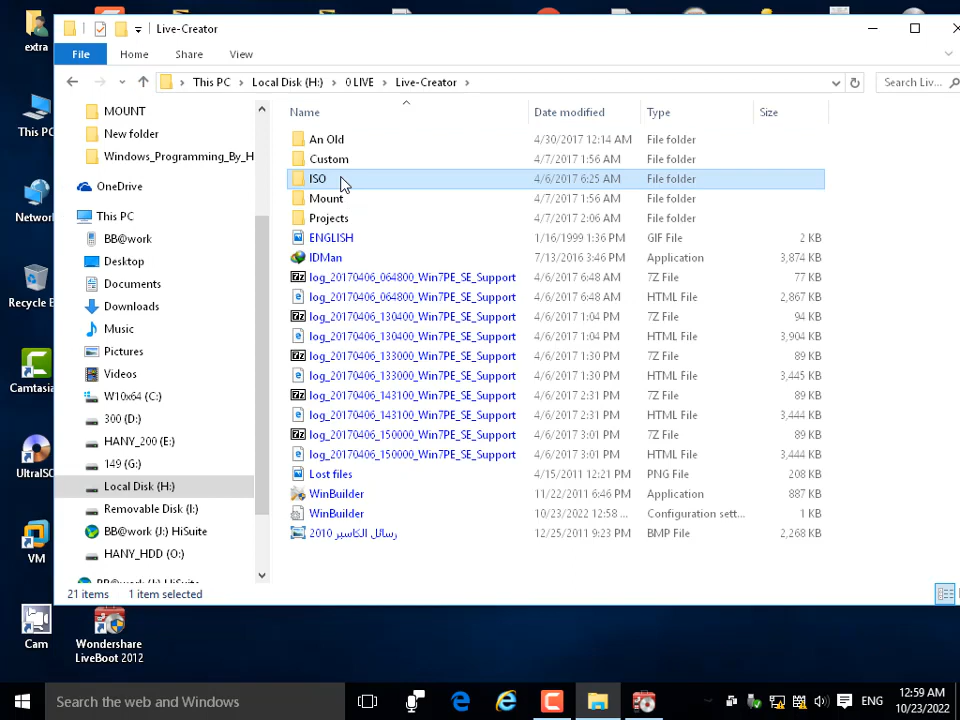 extra
This PC
Network
Recycle B
Camtasia
UltraISO
VM
Cam
Wondershare
LiveBoot 2012
Live-Creator
File Home Share View
This PC Local Disk (H:) 0 LIVE Live-Creator Search Liv...
MOUNT
New folder
Windows_Programming_By_H
OneDrive
This PC
BB@work
Desktop
Documents
Downloads
Music
Pictures
Videos
W10x64 (C:)
300 (D:)
HANY_200 (E:)
149 (G:)
Local Disk (H:)
Removable Disk (I:)
BB@work (J:) HiSuite
HANY_HDD (O:)
BB@work (J:) HiSuite
Name Date modified Type Size
An Old 4/30/2017 12:14 AM File folder
Custom 4/7/2017 1:56 AM File folder
ISO 4/6/2017 6:25 AM File folder
Mount 4/7/2017 1:56 AM File folder
Projects 4/7/2017 2:06 AM File folder
ENGLISH 1/16/1999 1:36 PM GIF File 2 KB
IDMan 7/13/2016 3:46 PM Application 3,874 KB
log_20170406_064800_Win7PE_SE_Support 4/6/2017 6:48 AM 7Z File 77 KB
log_20170406_064800_Win7PE_SE_Support 4/6/2017 6:48 AM HTML File 2,867 KB
log_20170406_130400_Win7PE_SE_Support 4/6/2017 1:04 PM 7Z File 94 KB
log_20170406_130400_Win7PE_SE_Support 4/6/2017 1:04 PM HTML File 3,904 KB
log_20170406_133000_Win7PE_SE_Support 4/6/2017 1:30 PM 7Z File 89 KB
log_20170406_133000_Win7PE_SE_Support 4/6/2017 1:30 PM HTML File 3,445 KB
log_20170406_143100_Win7PE_SE_Support 4/6/2017 2:31 PM 7Z File 89 KB
log_20170406_143100_Win7PE_SE_Support 4/6/2017 2:31 PM HTML File 3,444 KB
log_20170406_150000_Win7PE_SE_Support 4/6/2017 3:01 PM 7Z File 89 KB
log_20170406_150000_Win7PE_SE_Support 4/6/2017 3:01 PM HTML File 3,444 KB
Lost files 4/15/2011 12:21 PM PNG File 208 KB
WinBuilder 11/22/2011 6:46 PM Application 887 KB
WinBuilder 10/23/2022 12:58 ... Configuration sett... 1 KB
رسائل الكاسبر 2010 12/25/2011 9:23 PM BMP File 2,268 KB
21 items 1 item selected
Search the web and Windows
ENG
12:59 AM
10/23/2022